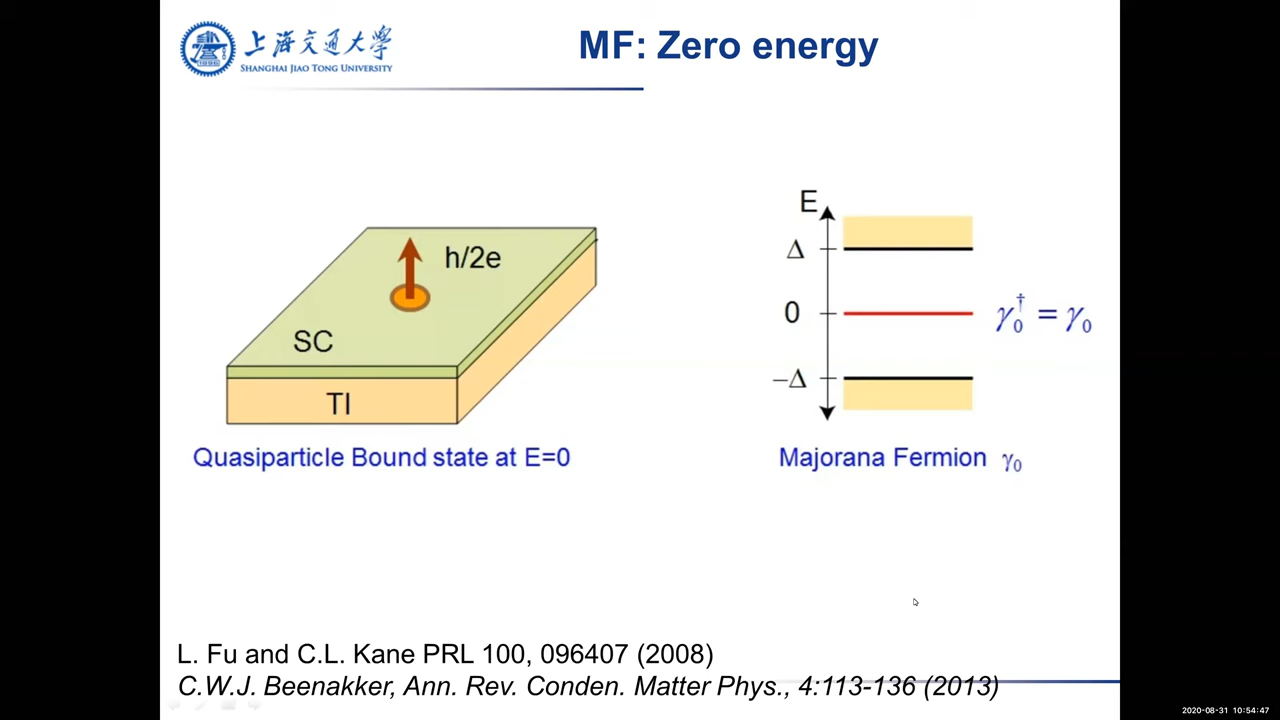 上海交通大学
SHANGHAI JIAO TONG UNIVERSITY
MF: Zero energy
h/2e
SC
TI
Quasiparticle Bound state at E=0
E
Δ
0
−Δ
γ₀† = γ₀
Majorana Fermion γ₀
L. Fu and C.L. Kane PRL 100, 096407 (2008)
C.W.J. Beenakker, Ann. Rev. Conden. Matter Phys., 4:113-136 (2013)
2020-08-31 10:54:47